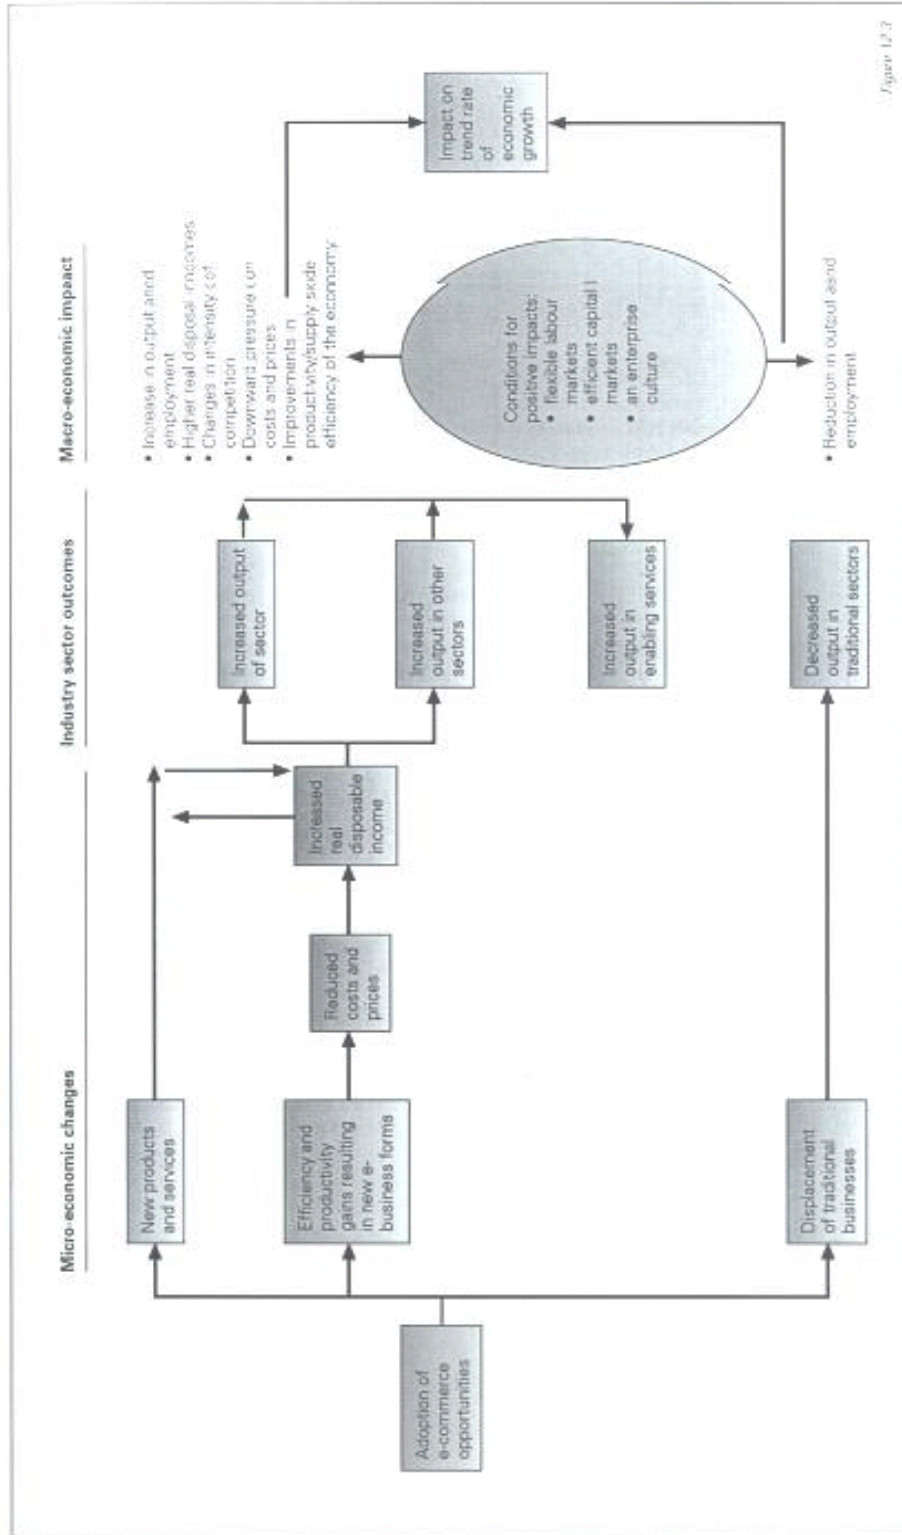 Micro-economic changes
Industry sector outcomes
Macro-economic impact
Adoption of
e-commerce
opportunities
New products
and services
Efficiency and
productivity
gains resulting
in new e-
business forms
Displacement
of traditional
businesses
Reduced
costs and
prices
Increased
real
disposable
income
Increased output
of sector
Increased
output in other
sectors
Increased
output in
enabling services
Decreased
output in
traditional sectors
• Increase in output and
employment
• Higher real disposal incomes
• Changes in intensity of
competition
• Downward pressure on
costs and prices
• Improvements in
productivity/supply skide
efficiency of the economy
Conditions for
positive impacts:
• flexible labour
markets
• efficient capital
markets
• an enterprise
culture
• Reduction in output aand
employment
Impact on
trend rate
of
economic
growth
Figure